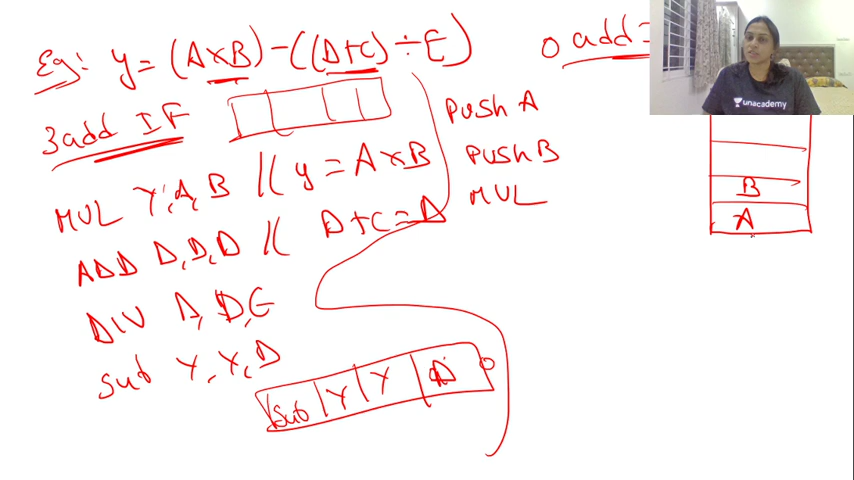 Eg: y = (A×B) - ((D+C) ÷ E)
3add IF
MUL Y, A, B // y = A×B
ADD D, D, D // D+C = D
DIV D, D, E
Sub Y, Y, D
Sub Y Y D
PUSH A
PUSH B
MUL
0 add =
unacademy
B
A